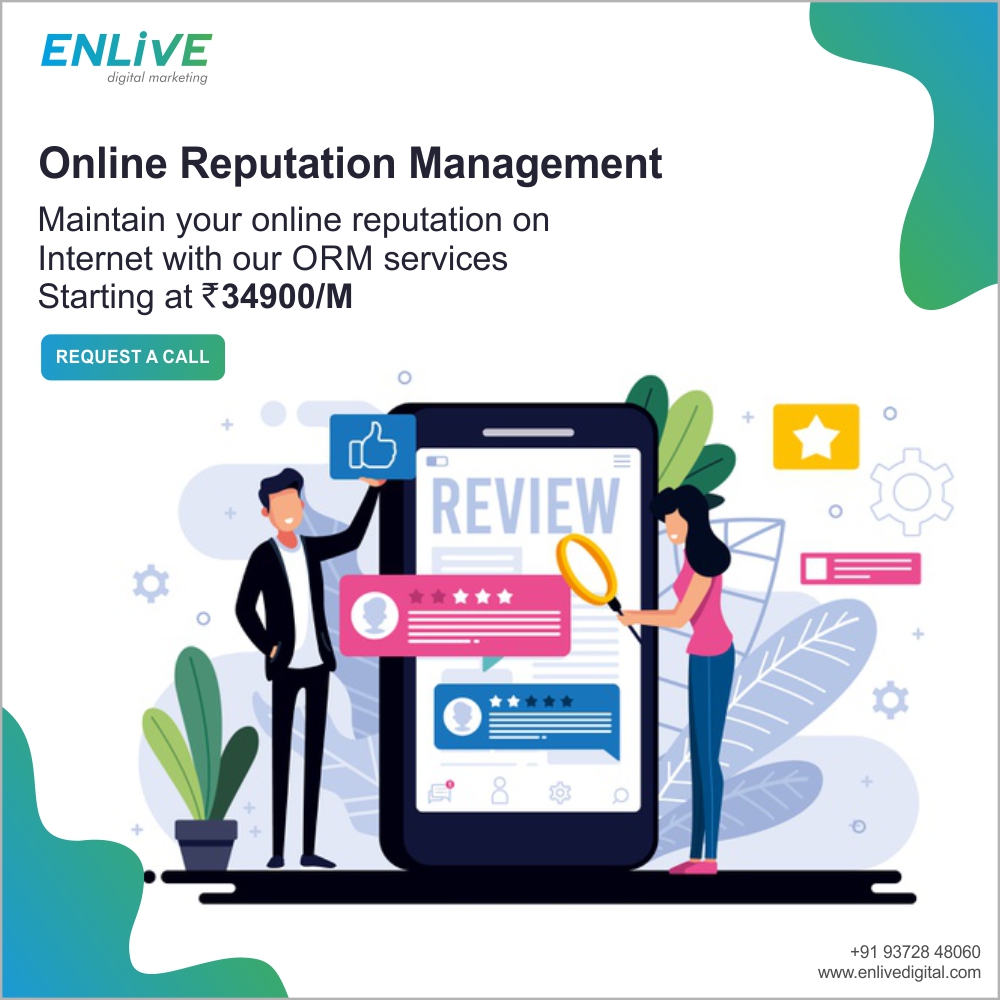 ENLiVE
digital marketing
Online Reputation Management
Maintain your online reputation on
Internet with our ORM services
Starting at ₹34900/M
REQUEST A CALL
REVIEW
+91 93728 48060
www.enlivedigital.com